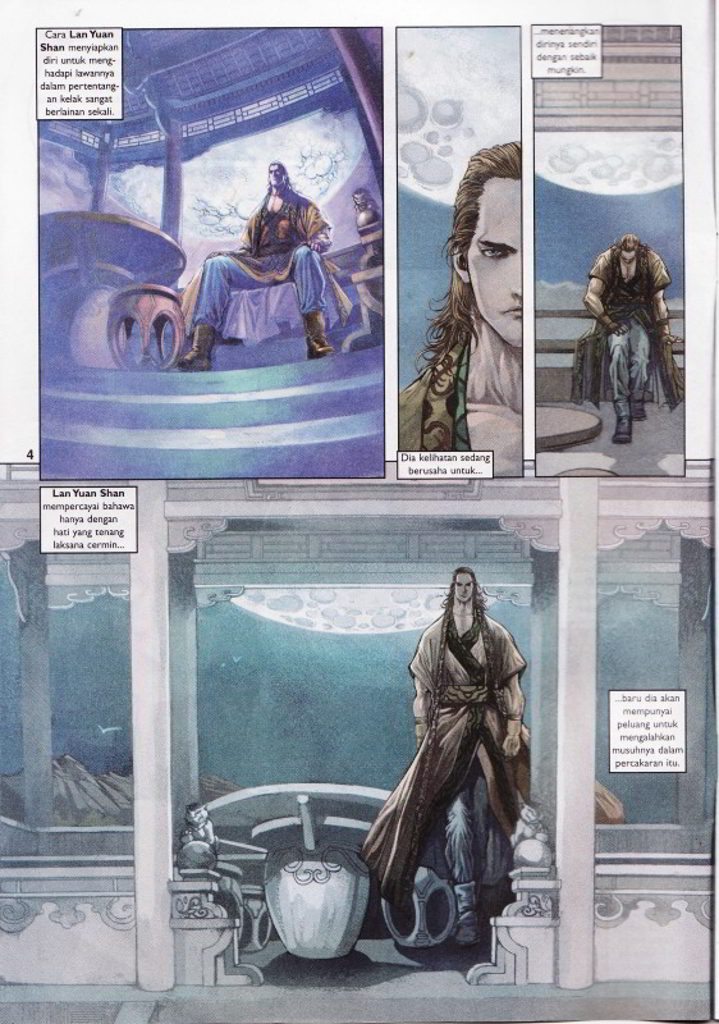 Cara Lan Yuan
Shan menyiapkan
diri untuk meng-
hadapi lawannya
dalam pertentang-
an kelak sangat
berlainan sekali.
Dia kelihatan sedang
berusaha untuk...
...menenangkan
dirinya sendiri
dengan sebaik
mungkin.
4
Lan Yuan Shan
mempercayai bahawa
hanya dengan
hati yang tenang
laksana cermin...
...baru dia akan
mempunyai
peluang untuk
mengalahkan
musuhnya dalam
percakaran itu.